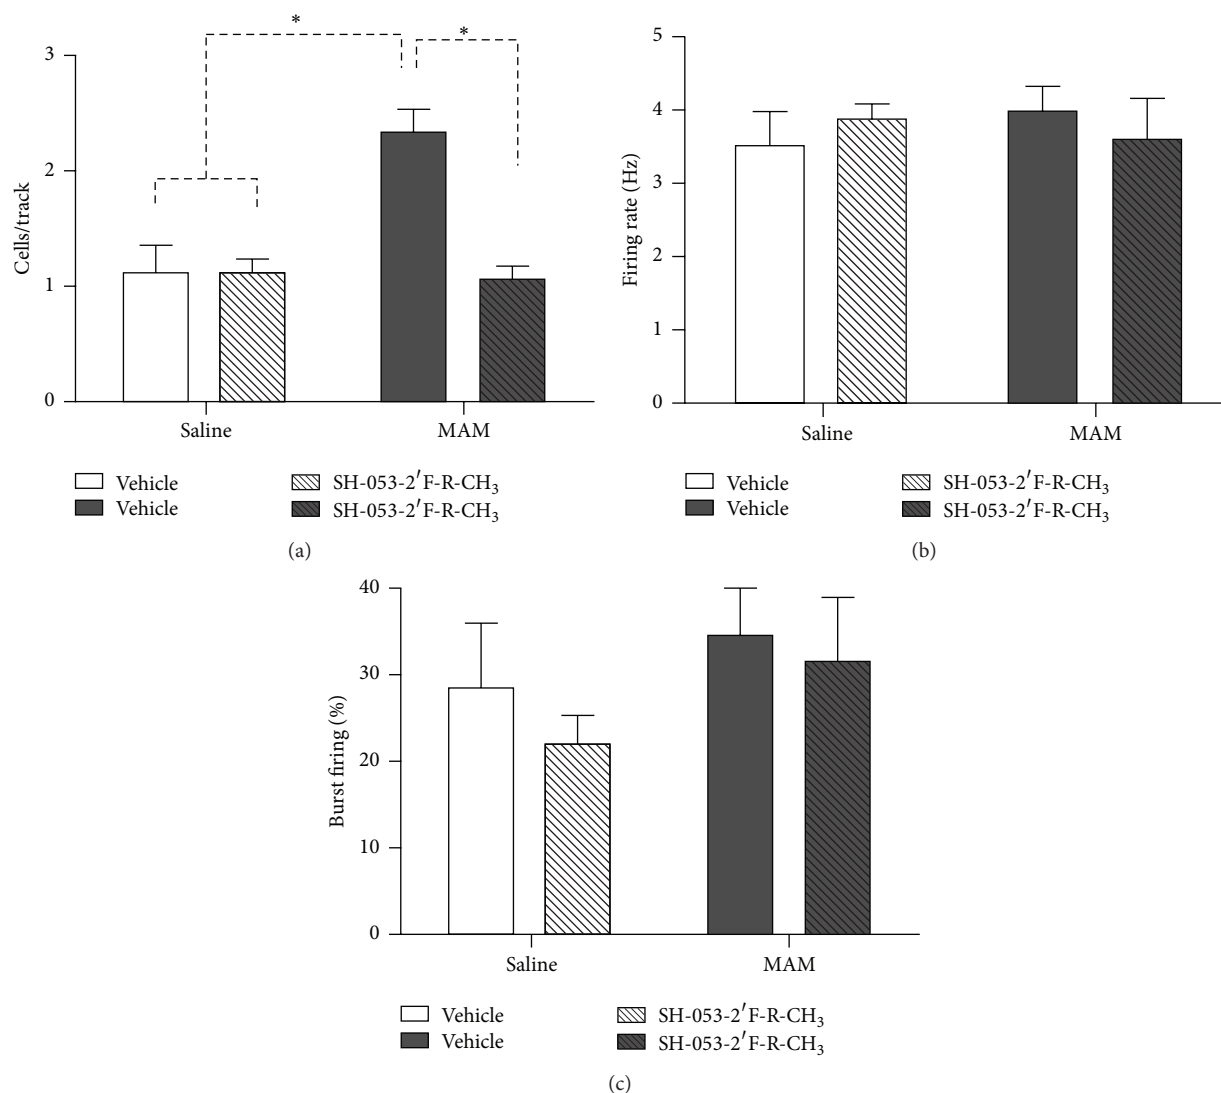 *
*
3
2
1
0
Cells/track
Saline
MAM
Vehicle
SH-053-2′F-R-CH₃
Vehicle
SH-053-2′F-R-CH₃
(a)
5
4
3
2
1
0
Firing rate (Hz)
Saline
MAM
Vehicle
SH-053-2′F-R-CH₃
Vehicle
SH-053-2′F-R-CH₃
(b)
40
30
20
10
0
Burst firing (%)
Saline
MAM
Vehicle
SH-053-2′F-R-CH₃
Vehicle
SH-053-2′F-R-CH₃
(c)